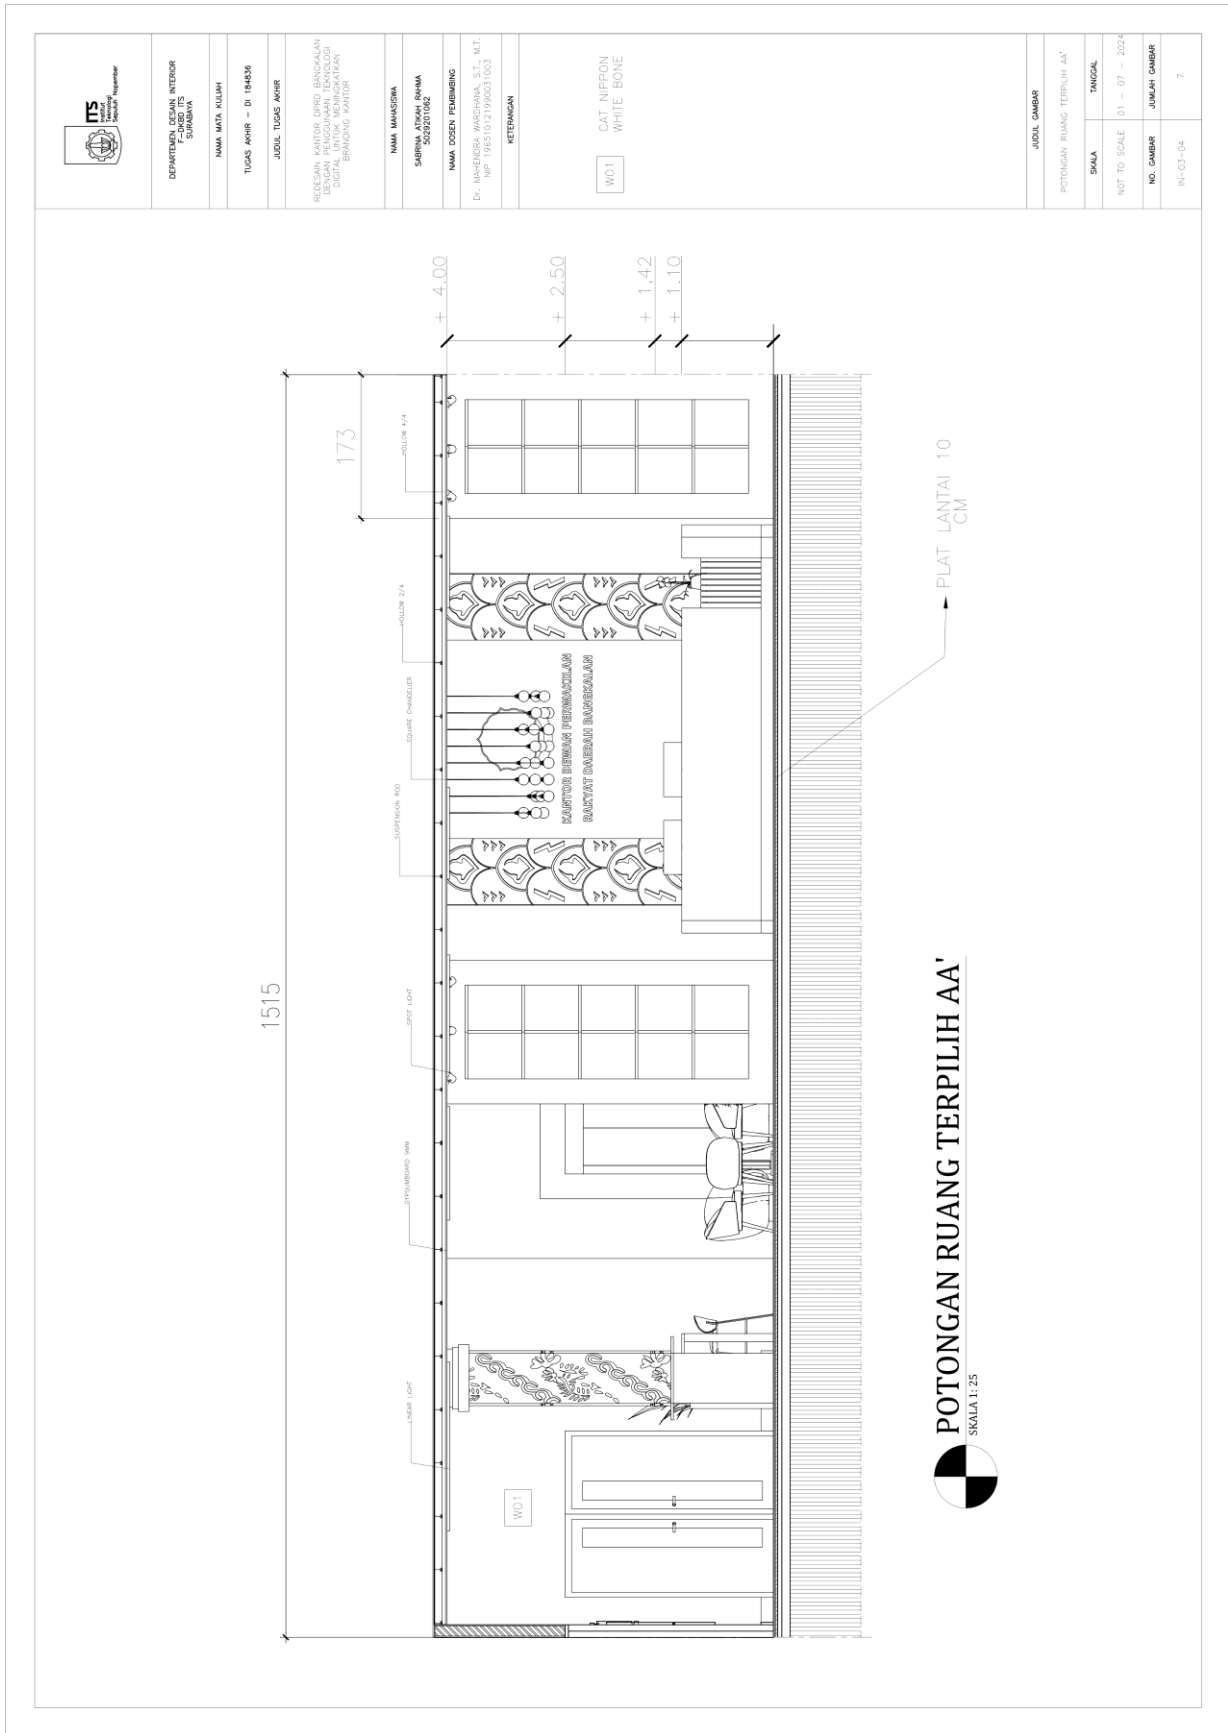 ITS
Institut
Teknologi
Sepuluh Nopember
DEPARTEMEN DESAIN INTERIOR
F-DKBD ITS
SURABAYA
NAMA MATA KULIAH
TUGAS AKHIR - DI 184836
JUDUL TUGAS AKHIR
REDESAIN KANTOR DPRD BANGKALAN
DENGAN PENGGUNAAN TEKNOLOGI
DIGITAL UNTUK MENINGKATKAN
BRANDING KANTOR
NAMA MAHASISWA
SABRINA ATIKAH RAHMA
5029201062
NAMA DOSEN PEMBIMBING
Dr. MAHENDRA WARDHANA, S.T., M.T.
NIP 196510121990031003
KETERANGAN
W01
CAT NIPPON
WHITE BONE
JUDUL GAMBAR
POTONGAN RUANG TERPILIH AA'
SKALA
TANGGAL
NOT TO SCALE
01 - 07 - 2024
NO. GAMBAR
JUMLAH GAMBAR
IN-03-04
7
1515
173
LINEAR LIGHT
GYPSUMBOARD 9MM
SPOT LIGHT
SUSPENSION ROD
SQUARE CHANDELIER
HOLLOW 2/4
HOLLOW 4/4
+ 4.00
+ 2.50
+ 1.42
+ 1.10
W01
KANTOR DEWAN PERWAKILAN
RAKYAT DAERAH BANGKALAN
PLAT LANTAI 10
CM
POTONGAN RUANG TERPILIH AA'
SKALA 1: 25